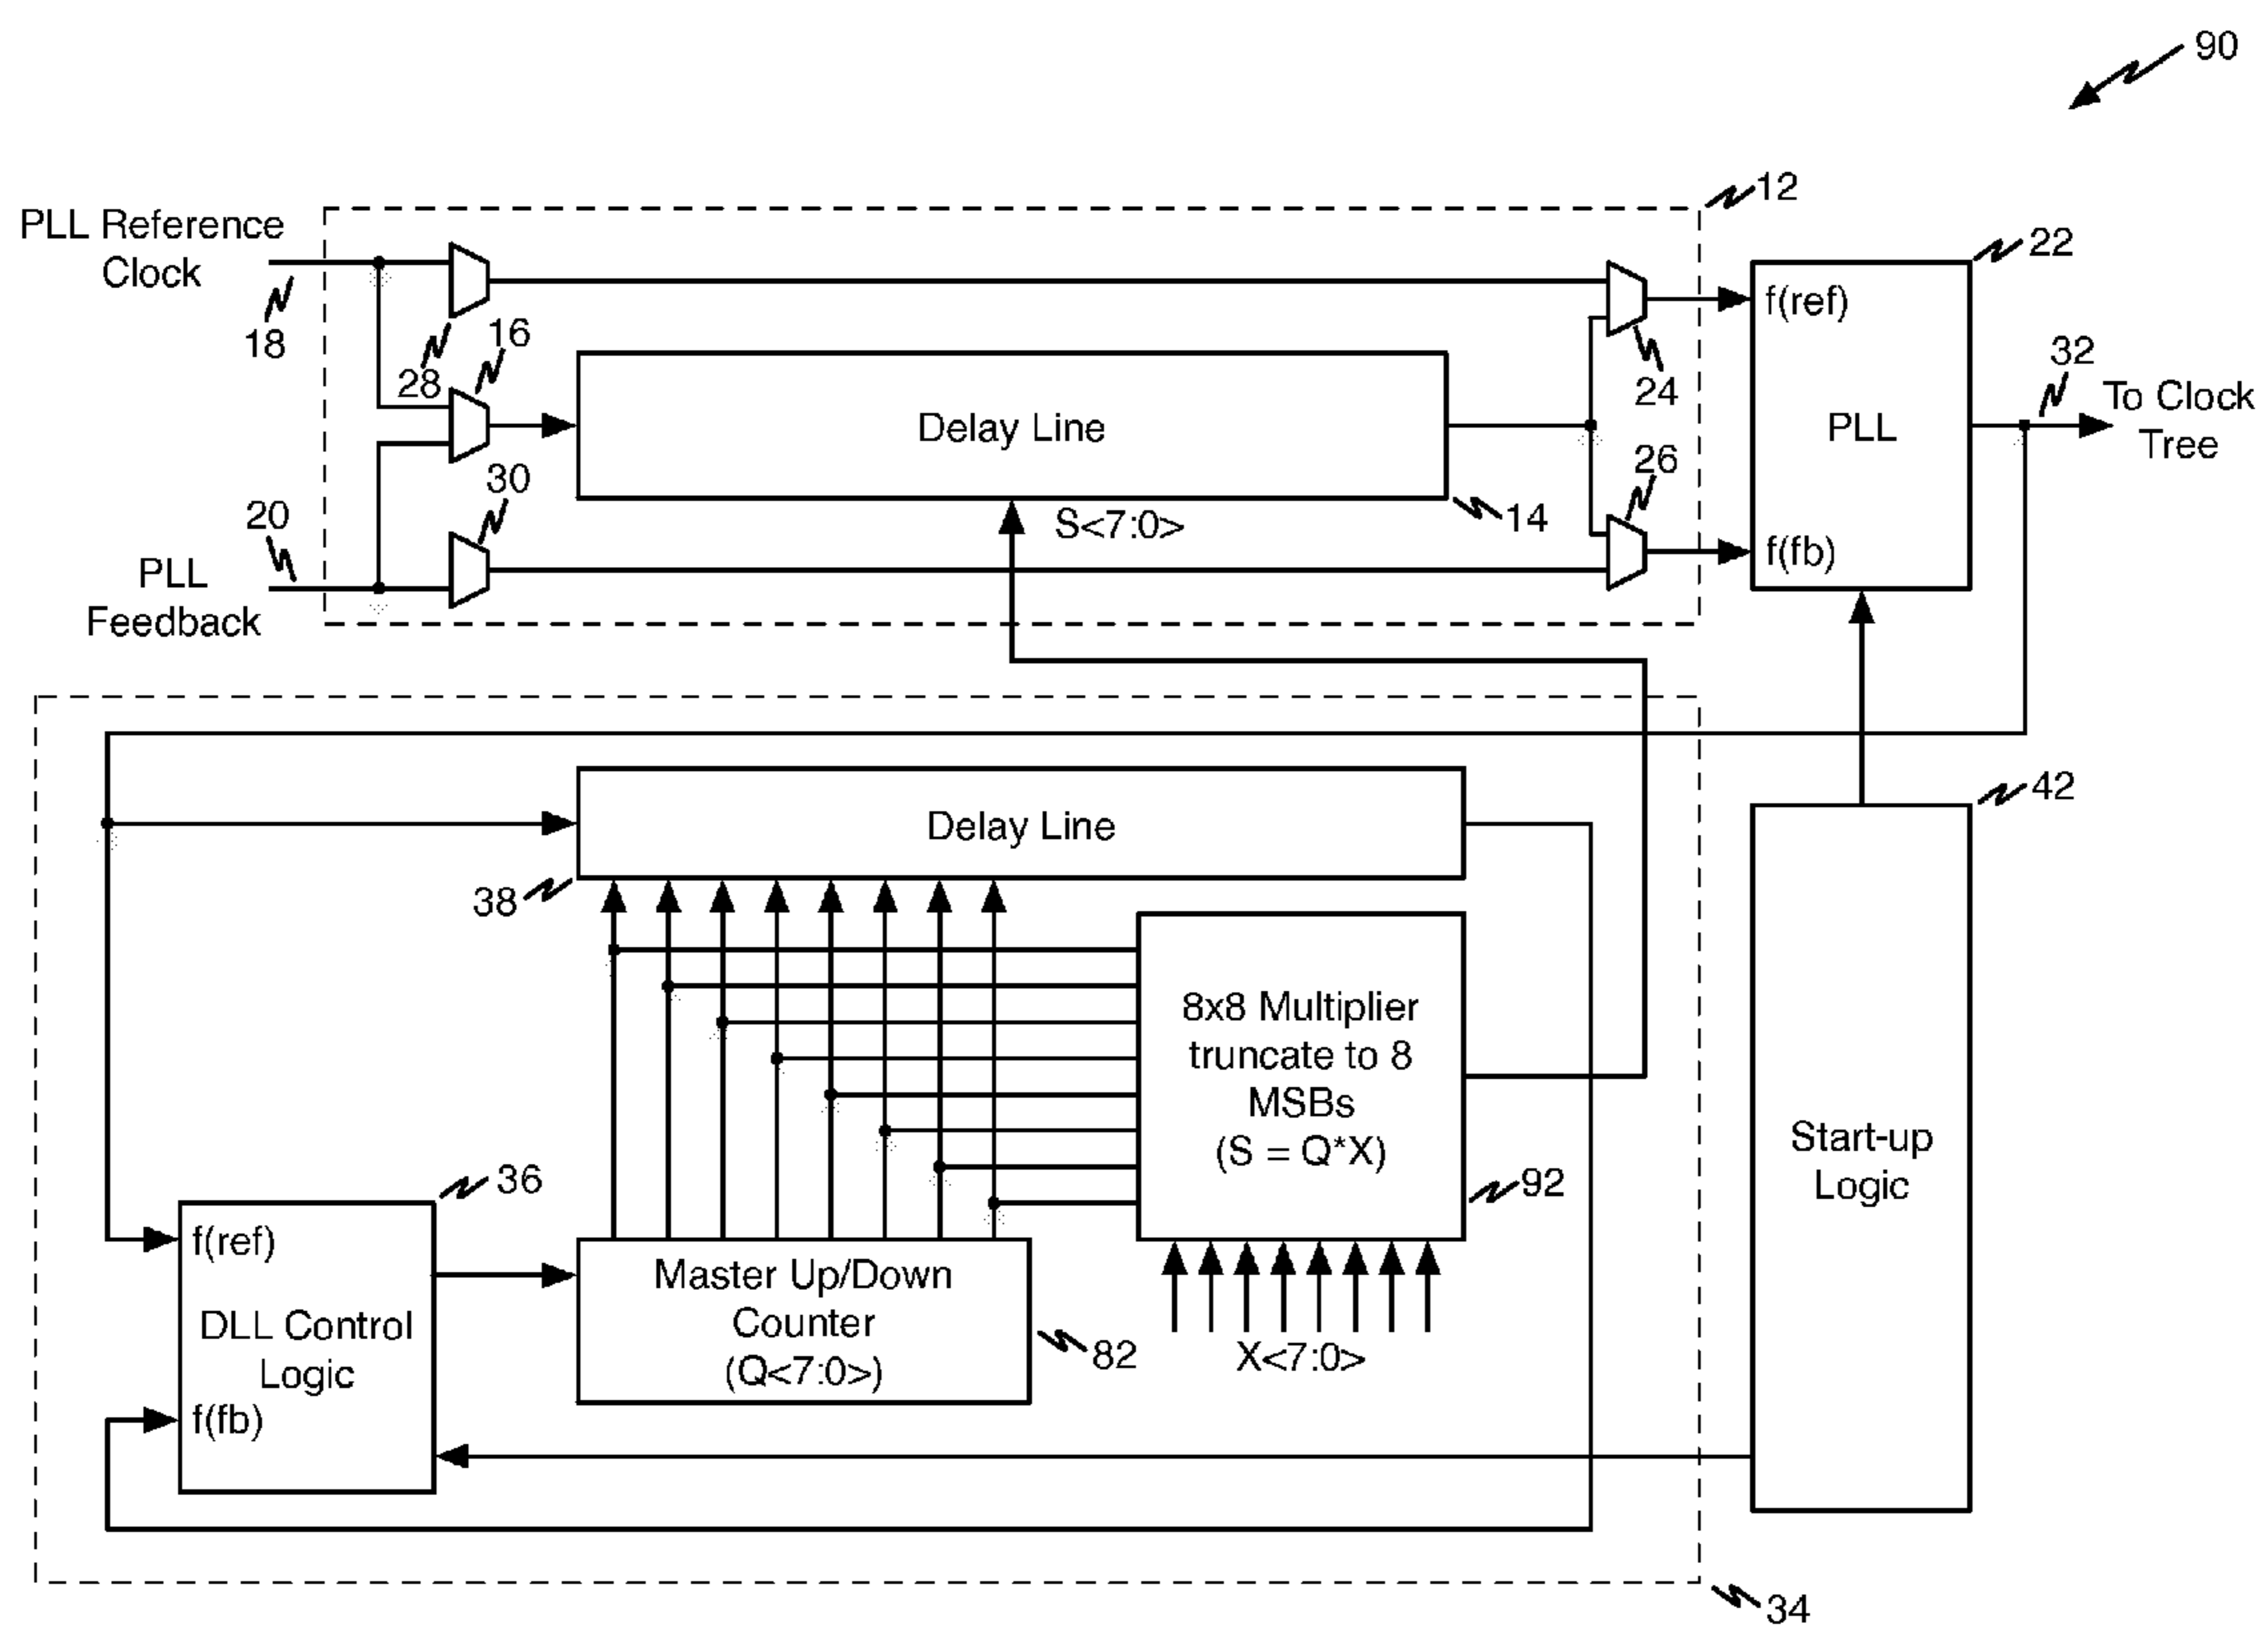 90
12
PLL Reference
Clock
18
28
16
22
f(ref)
24
32
To Clock
Tree
Delay Line
PLL
30
26
20
S<7:0>
14
f(fb)
PLL
Feedback
42
Delay Line
38
8x8 Multiplier
truncate to 8
MSBs
(S = Q*X)
92
Start-up
Logic
36
f(ref)
DLL Control
Logic
f(fb)
Master Up/Down
Counter
(Q<7:0>)
82
X<7:0>
34